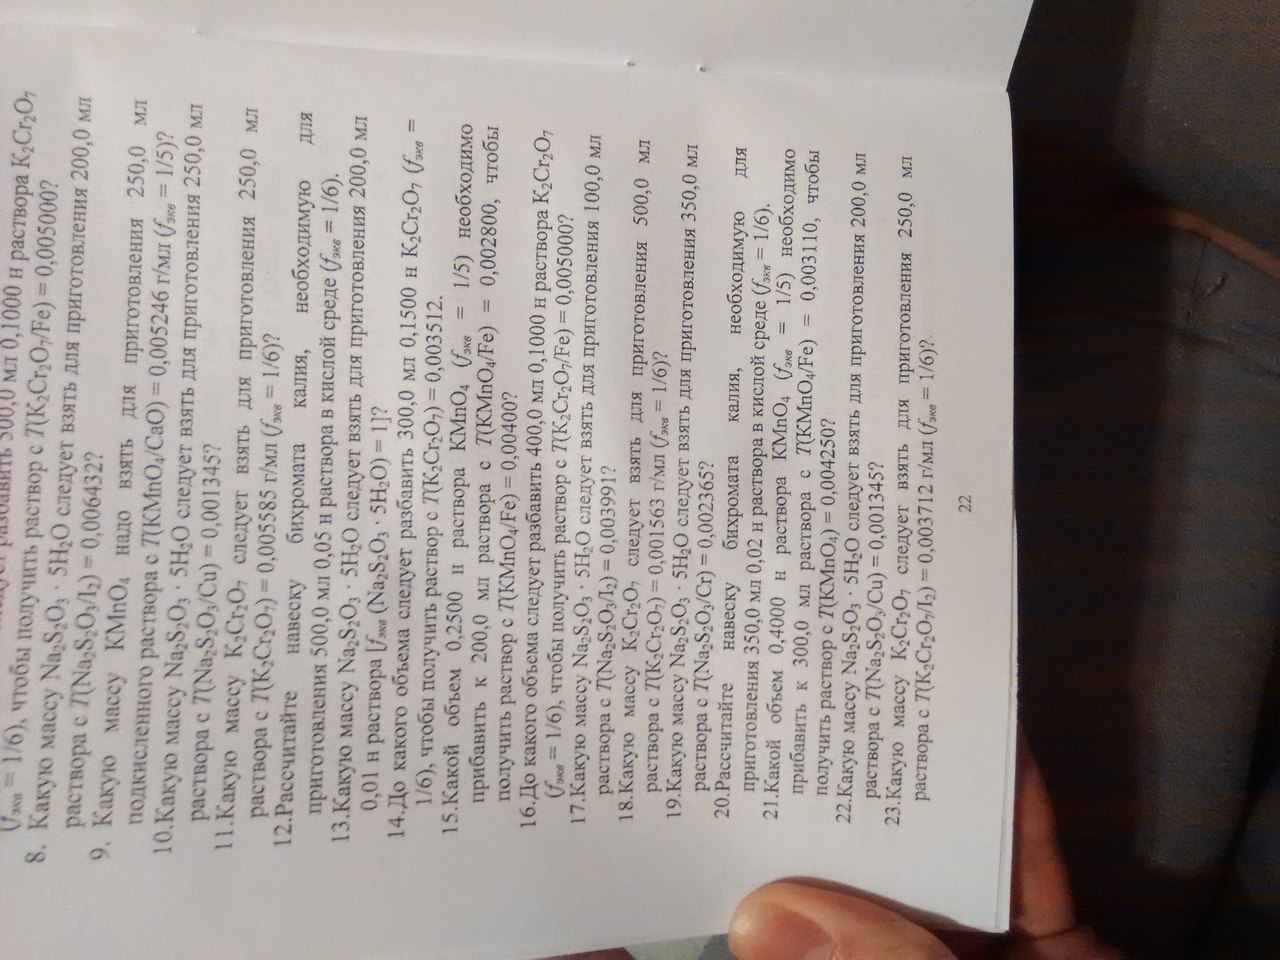 (fэкв = 1/6), чтобы получить раствор с T(K₂Cr₂O₇/Fe) = 0,005000?
8. Какую массу Na₂S₂O₃ · 5H₂O следует взять для приготовления 200,0 мл
раствора с T(Na₂S₂O₃/I₂) = 0,006432?
9. Какую массу KMnO₄ надо взять для приготовления 250,0 мл
подкисленного раствора с T(KMnO₄/CaO) = 0,005246 г/мл (fэкв = 1/5)?
10.Какую массу Na₂S₂O₃ · 5H₂O следует взять для приготовления 250,0 мл
раствора с T(Na₂S₂O₃/Cu) = 0,001345?
11.Какую массу K₂Cr₂O₇ следует взять для приготовления 250,0 мл
раствора с T(K₂Cr₂O₇) = 0,005585 г/мл (fэкв = 1/6)?
12.Рассчитайте навеску бихромата калия, необходимую для
приготовления 500,0 мл 0,05 н раствора в кислой среде (fэкв = 1/6).
13.Какую массу Na₂S₂O₃ · 5H₂O следует взять для приготовления 200,0 мл
0,01 н раствора [fэкв (Na₂S₂O₃ · 5H₂O) = 1]?
14.До какого объема следует разбавить 300,0 мл 0,1500 н K₂Cr₂O₇ (fэкв =
1/6), чтобы получить раствор с T(K₂Cr₂O₇) = 0,003512.
15.Какой объем 0,2500 н раствора KMnO₄ (fэкв = 1/5) необходимо
прибавить к 200,0 мл раствора с T(KMnO₄/Fe) = 0,002800, чтобы
получить раствор с T(KMnO₄/Fe) = 0,00400?
16.До какого объема следует разбавить 400,0 мл 0,1000 н раствора K₂Cr₂O₇
(fэкв = 1/6), чтобы получить раствор с T(K₂Cr₂O₇/Fe) = 0,005000?
17.Какую массу Na₂S₂O₃ · 5H₂O следует взять для приготовления 100,0 мл
раствора с T(Na₂S₂O₃/I₂) = 0,003991?
18.Какую массу K₂Cr₂O₇ следует взять для приготовления 500,0 мл
раствора с T(K₂Cr₂O₇) = 0,001563 г/мл (fэкв = 1/6)?
19.Какую массу Na₂S₂O₃ · 5H₂O следует взять для приготовления 350,0 мл
раствора с T(Na₂S₂O₃/Cr) = 0,002365?
20.Рассчитайте навеску бихромата калия, необходимую для
приготовления 350,0 мл 0,02 н раствора в кислой среде (fэкв = 1/6).
21.Какой объем 0,4000 н раствора KMnO₄ (fэкв = 1/5) необходимо
прибавить к 300,0 мл раствора с T(KMnO₄/Fe) = 0,003110, чтобы
получить раствор с T(KMnO₄) = 0,004250?
22.Какую массу Na₂S₂O₃ · 5H₂O следует взять для приготовления 200,0 мл
раствора с T(Na₂S₂O₃/Cu) = 0,001345?
23.Какую массу K₂Cr₂O₇ следует взять для приготовления 250,0 мл
раствора с T(K₂Cr₂O₇/I₂) = 0,003712 г/мл (fэкв = 1/6)?.
22